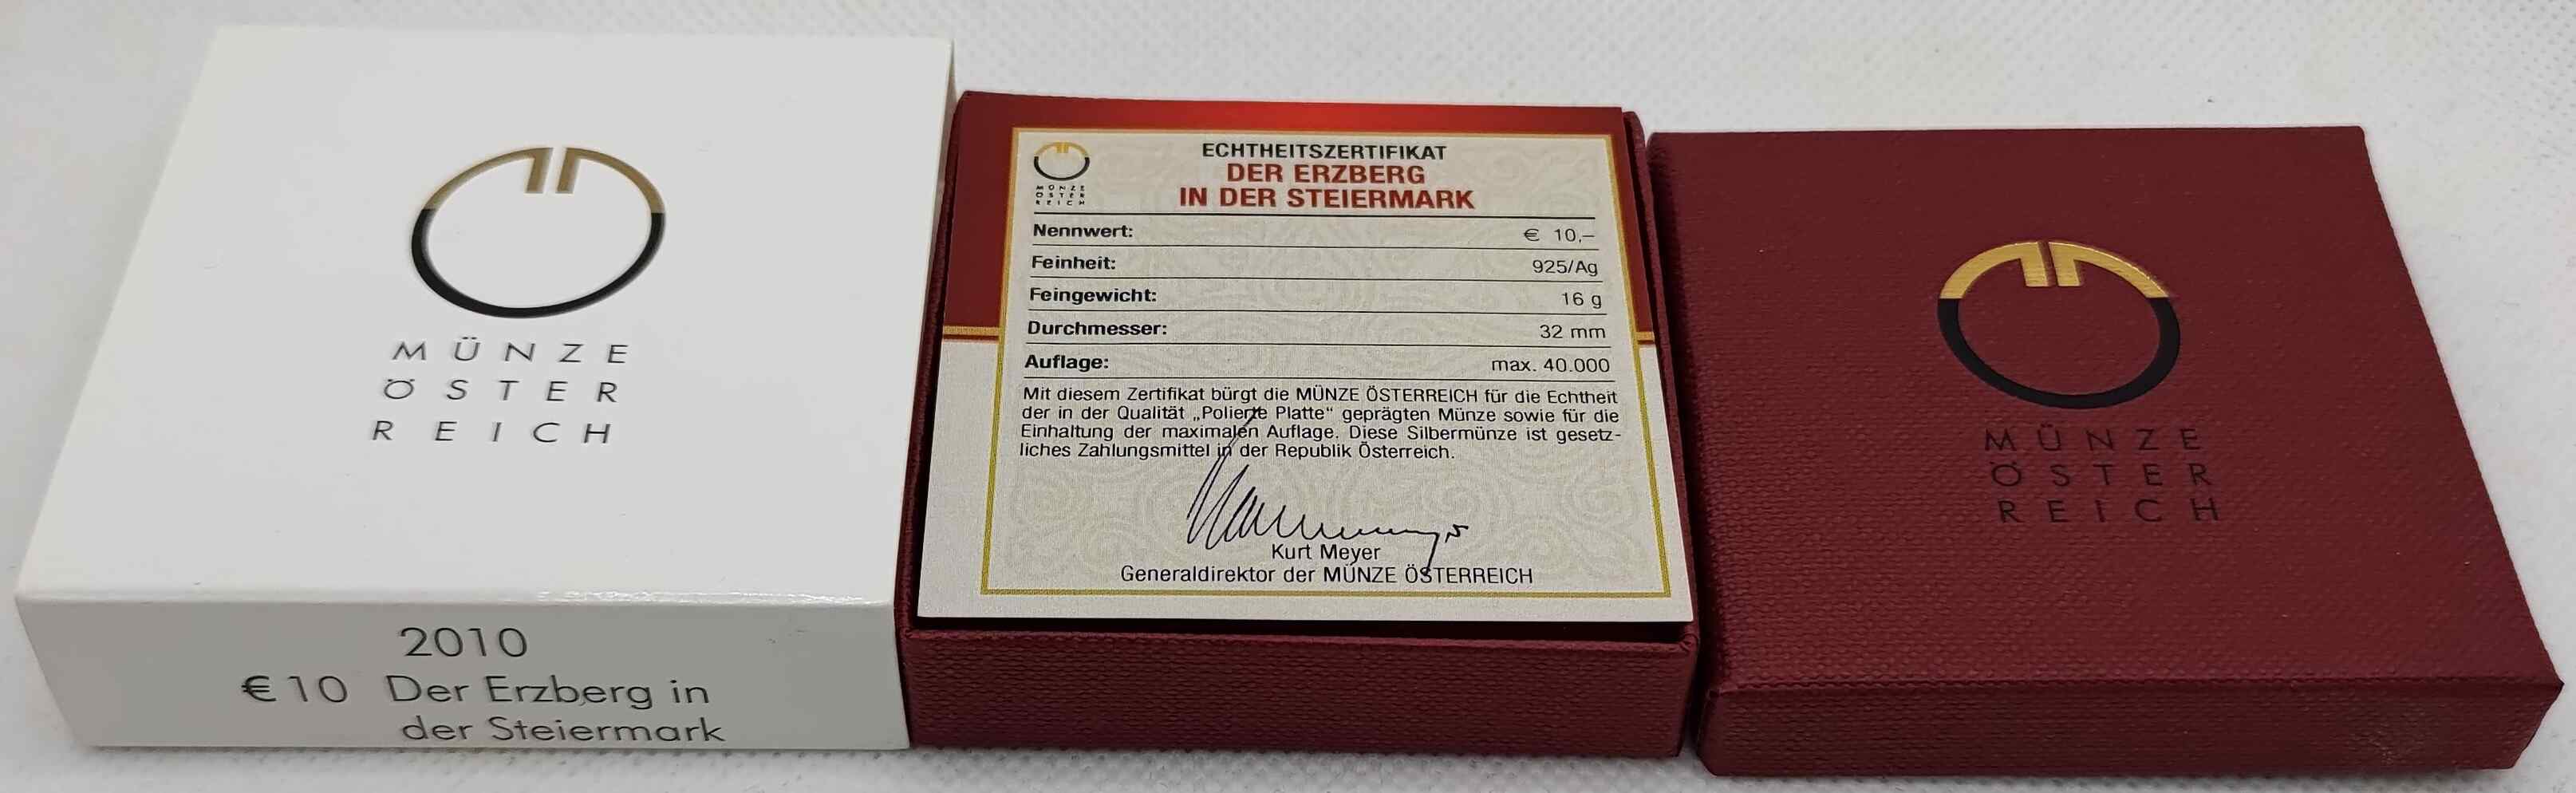 MÜNZE
ÖSTER
REICH
2010
€ 10 Der Erzberg in
der Steiermark
MÜNZE
ÖSTER
REICH
ECHTHEITSZERTIFIKAT
DER ERZBERG
IN DER STEIERMARK
Nennwert: € 10,–
Feinheit: 925/Ag
Feingewicht: 16 g
Durchmesser: 32 mm
Auflage: max. 40.000
Mit diesem Zertifikat bürgt die MÜNZE ÖSTERREICH für die Echtheit
der in der Qualität „Polierte Platte“ geprägten Münze sowie für die
Einhaltung der maximalen Auflage. Diese Silbermünze ist gesetz-
liches Zahlungsmittel in der Republik Österreich.
Kurt Meyer
Generaldirektor der MÜNZE ÖSTERREICH
MÜNZE
ÖSTER
REICH